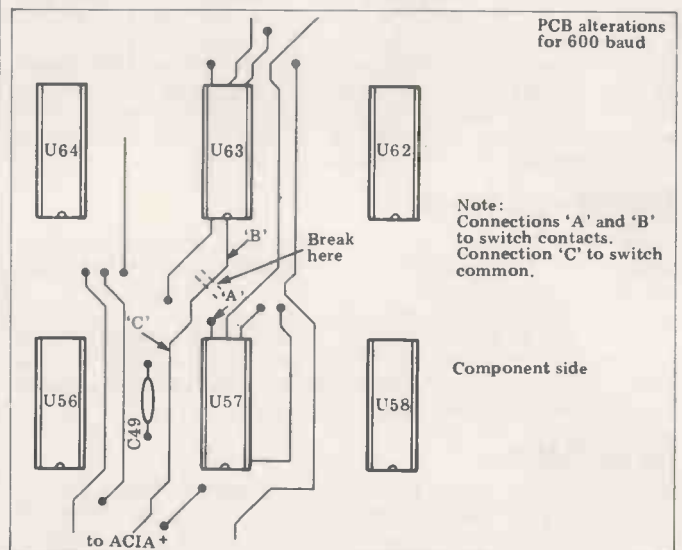 PCB alterations
for 600 baud
U64
U63
U62
Note:
Connections 'A' and 'B'
to switch contacts.
Connection 'C' to switch
common.
'B'
Break
here
'A'
'C'
Component side
U56
C49
U57
U58
to ACIA+